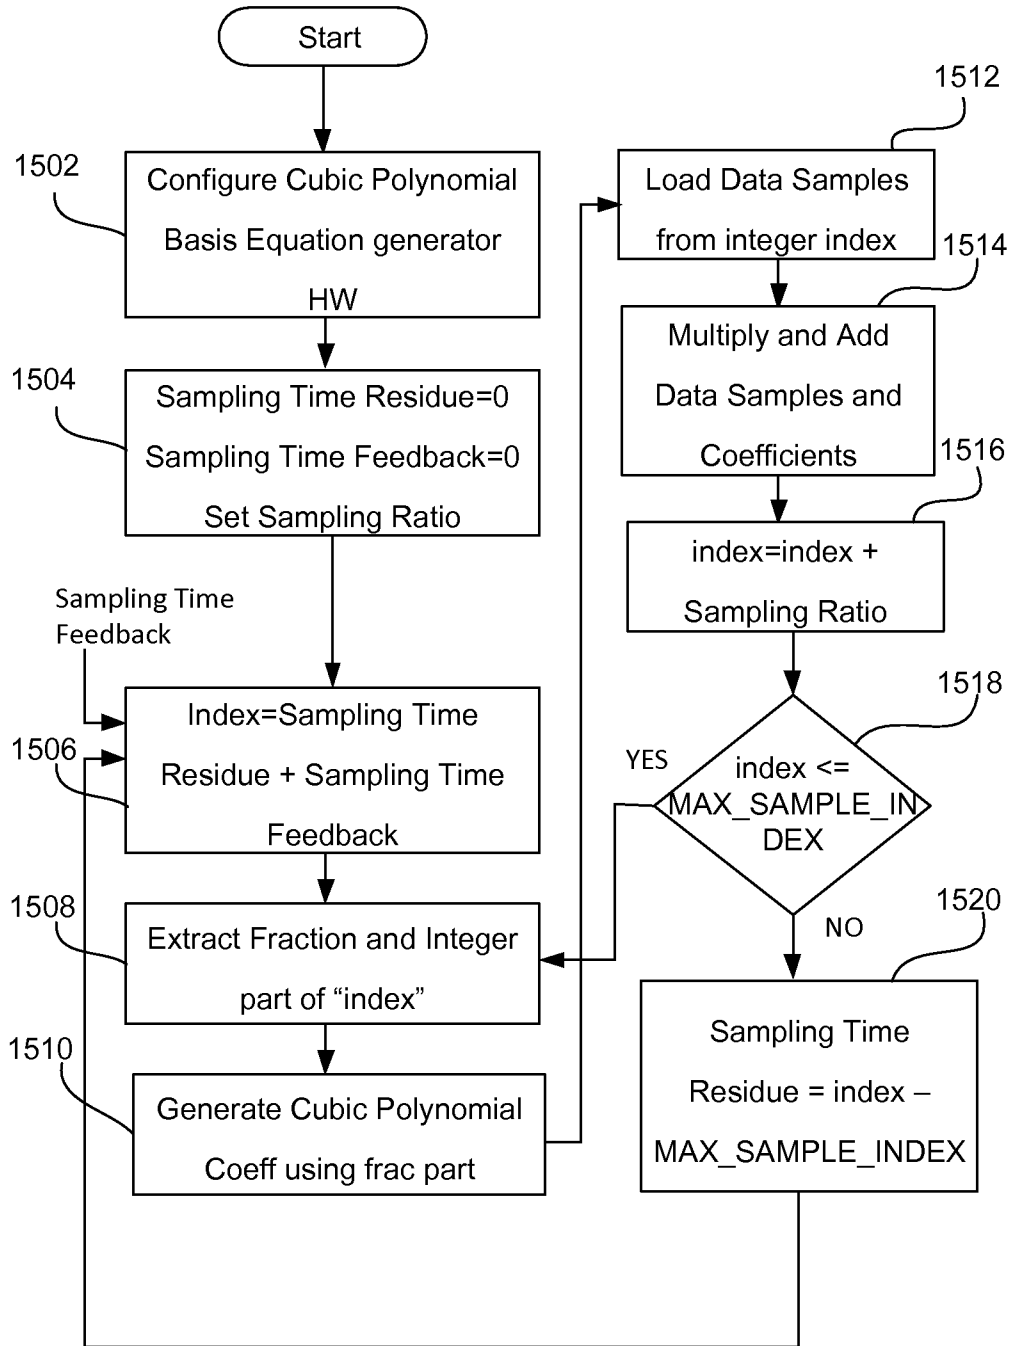 Start
1502
Configure Cubic Polynomial
Basis Equation generator
HW
1504
Sampling Time Residue=0
Sampling Time Feedback=0
Set Sampling Ratio
Sampling Time
Feedback
1506
Index=Sampling Time
Residue + Sampling Time
Feedback
1508
Extract Fraction and Integer
part of “index”
1510
Generate Cubic Polynomial
Coeff using frac part
1512
Load Data Samples
from integer index
1514
Multiply and Add
Data Samples and
Coefficients
1516
index=index +
Sampling Ratio
1518
YES
index <=
MAX_SAMPLE_IN
DEX
NO
1520
Sampling Time
Residue = index –
MAX_SAMPLE_INDEX